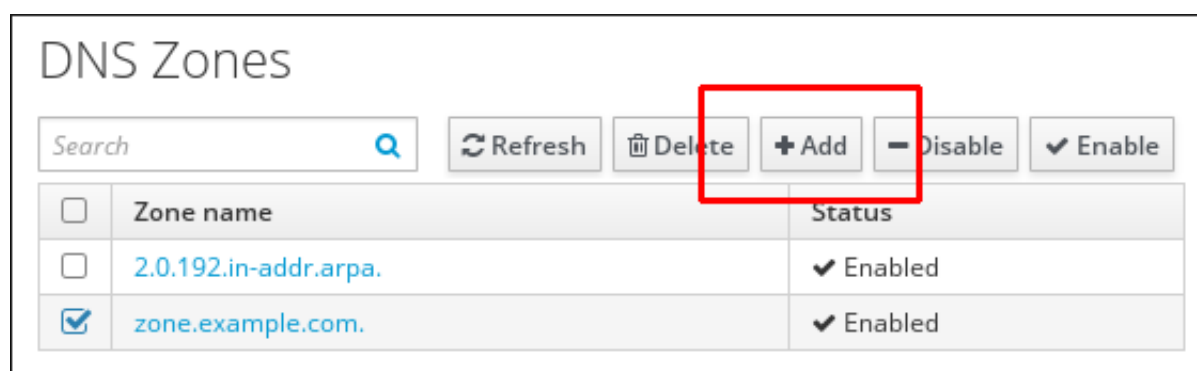 DNS Zones
Search Refresh Delete Add Disable Enable
Zone name Status
2.0.192.in-addr.arpa. Enabled
zone.example.com. Enabled